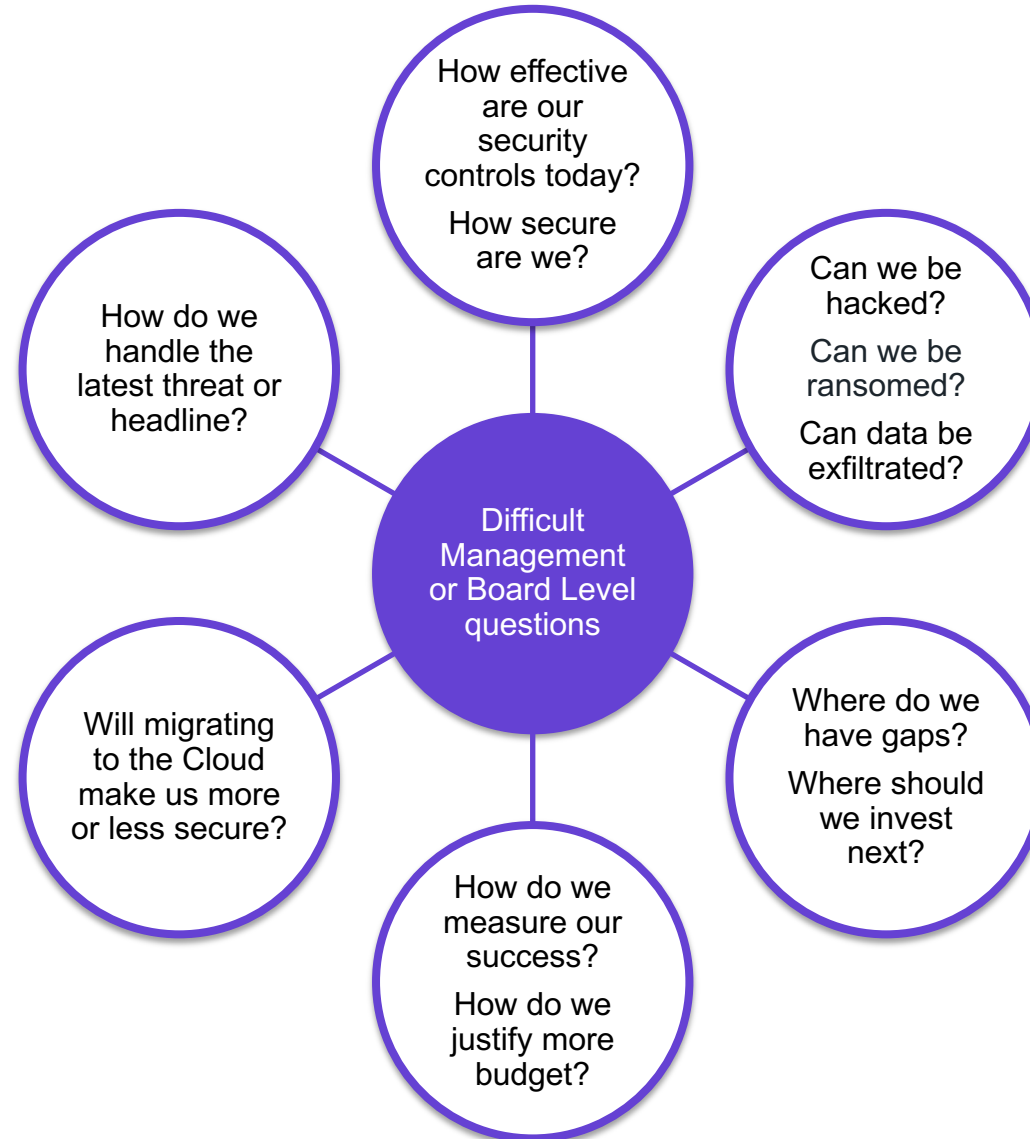 How effective
are our
security
controls today?
How secure
are we?
Can we be
hacked?
Can we be
ransomed?
Can data be
exfiltrated?
How do we
handle the
latest threat or
headline?
Difficult
Management
or Board Level
questions
Where do we
have gaps?
Where should
we invest
next?
Will migrating
to the Cloud
make us more
or less secure?
How do we
measure our
success?
How do we
justify more
budget?